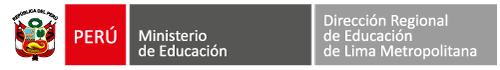 REPÚBLICA DEL PERÚ
PERÚ
Ministerio
de Educación
Dirección Regional
de Educación
de Lima Metropolitana